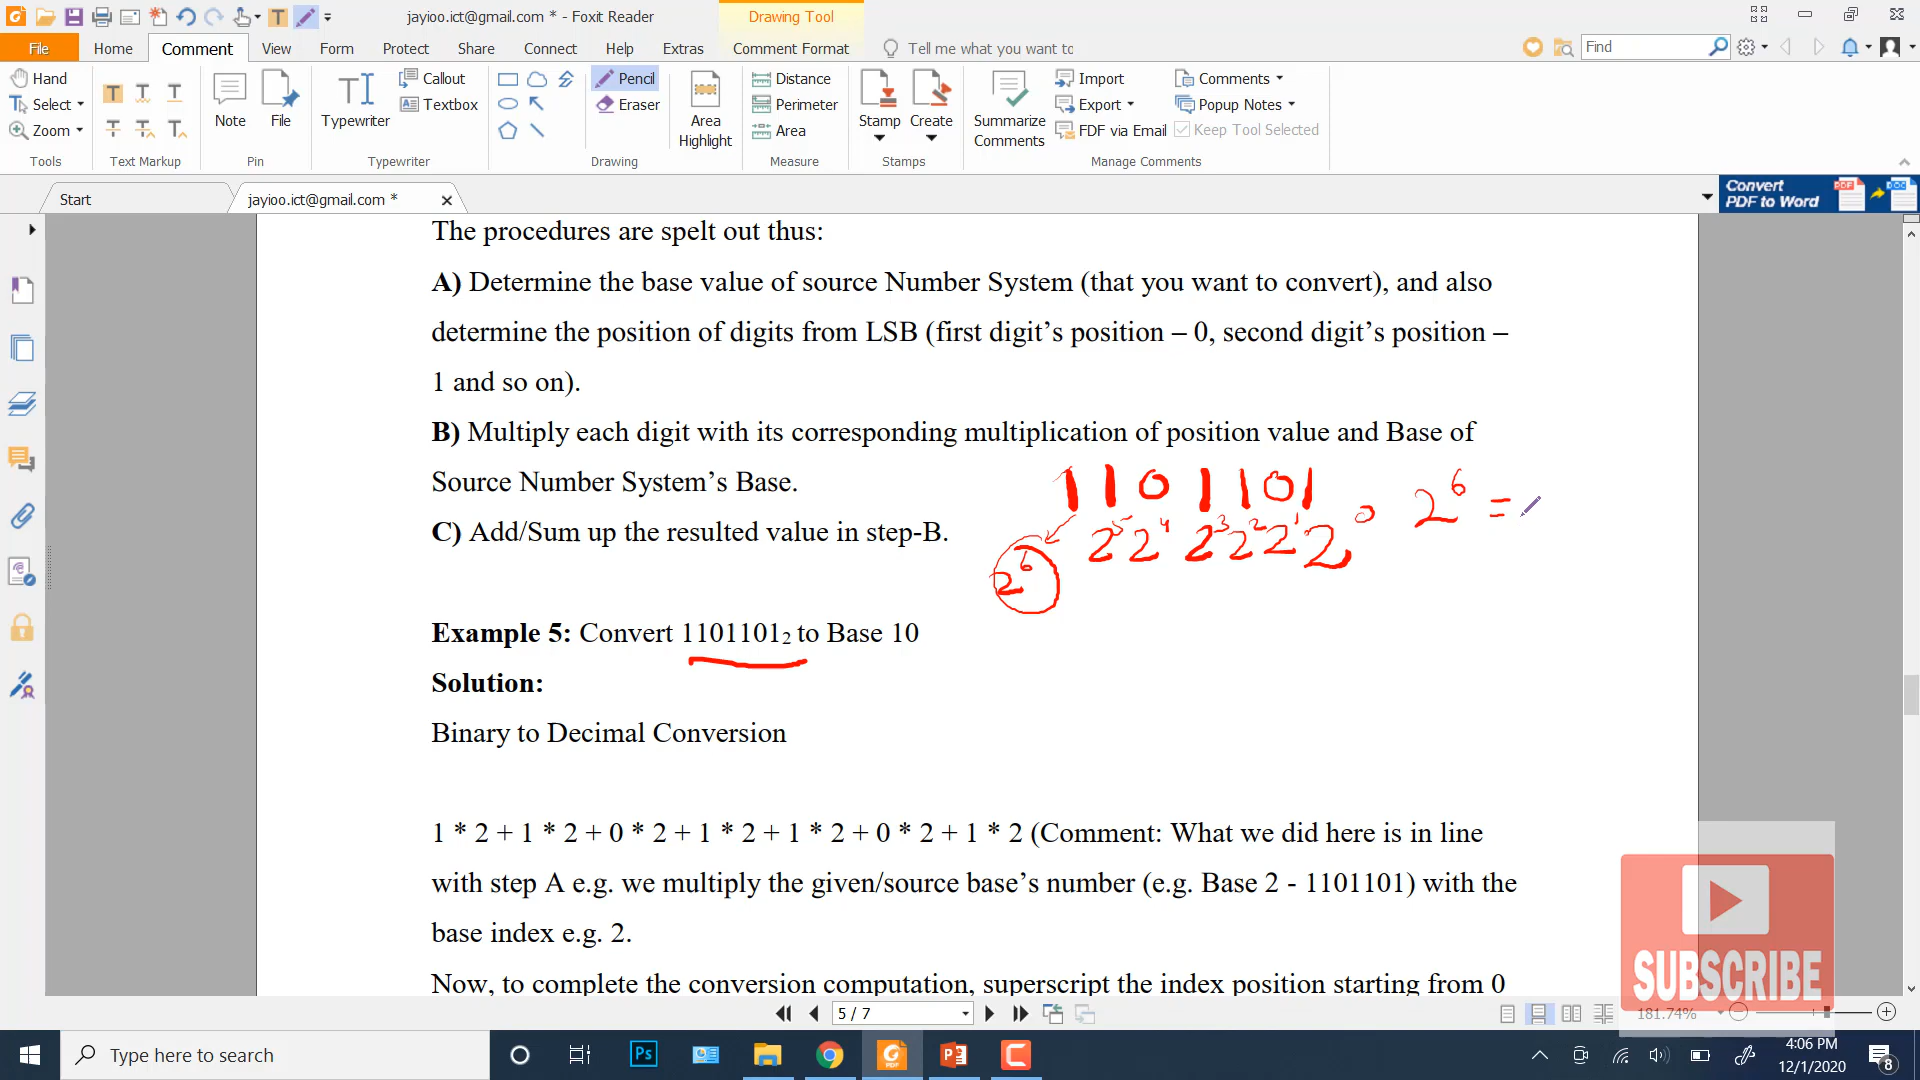 jayioo.ict@gmail.com * - Foxit Reader
Drawing Tool
File Home Comment View Form Protect Share Connect Help Extras Comment Format Tell me what you want to Find
Hand
Select
Zoom
Tools
Text Markup
Note
File
Pin
Typewriter
Typewriter
Callout
Textbox
Pencil
Eraser
Drawing
Area
Highlight
Distance
Perimeter
Area
Measure
Stamp
Create
Stamps
Summarize
Comments
Import
Export
FDF via Email
Comments
Popup Notes
Keep Tool Selected
Manage Comments
Start
jayioo.ict@gmail.com *
Convert
PDF to Word
The procedures are spelt out thus:
A) Determine the base value of source Number System (that you want to convert), and also
determine the position of digits from LSB (first digit’s position – 0, second digit’s position –
1 and so on).
B) Multiply each digit with its corresponding multiplication of position value and Base of
Source Number System’s Base.
C) Add/Sum up the resulted value in step-B.
1101101
2⁶ 2⁵ 2⁴ 2³ 2² 2¹ 2⁰
2⁶ =
Example 5: Convert 1101101₂ to Base 10
Solution:
Binary to Decimal Conversion
1 * 2 + 1 * 2 + 0 * 2 + 1 * 2 + 1 * 2 + 0 * 2 + 1 * 2 (Comment: What we did here is in line
with step A e.g. we multiply the given/source base’s number (e.g. Base 2 - 1101101) with the
base index e.g. 2.
Now, to complete the conversion computation, superscript the index position starting from 0
SUBSCRIBE
5 / 7
181.74%
Type here to search
Ps
4:06 PM
12/1/2020
8